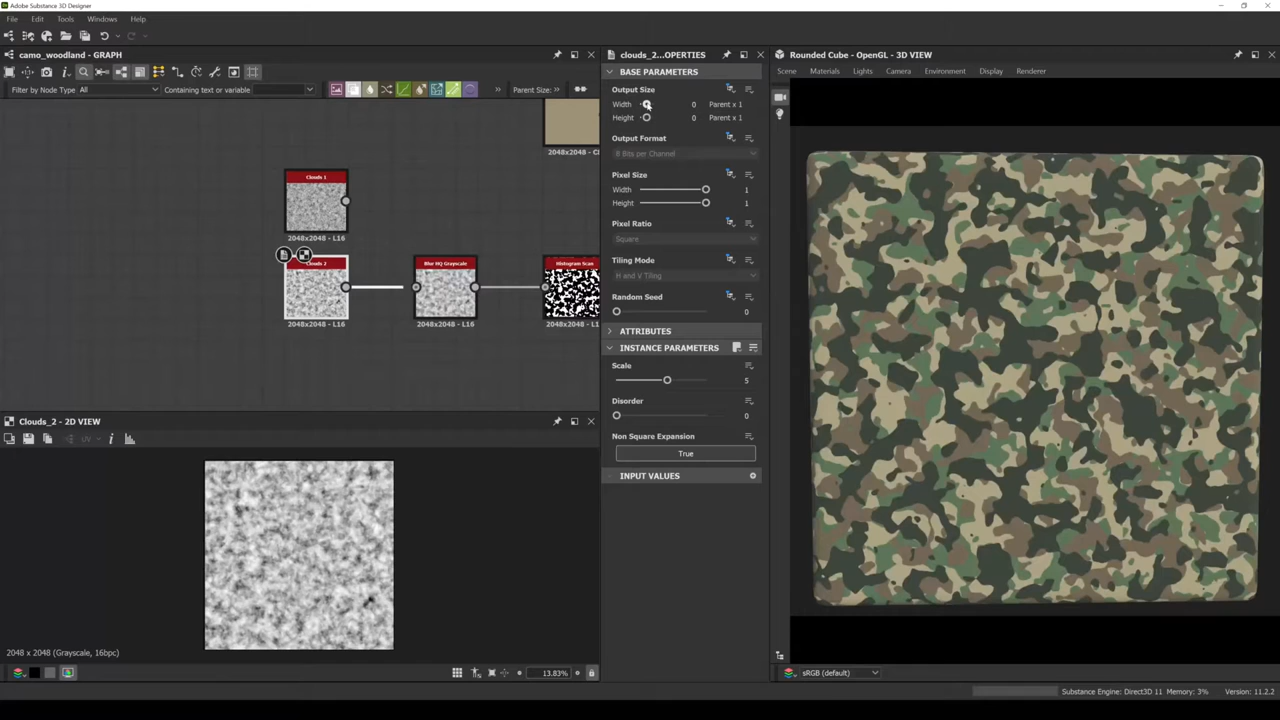 Adobe Substance 3D Designer
File Edit Tools Windows Help
camo_woodland - GRAPH
Filter by Node Type All
Containing text or variable
Parent Size:
2048x2048 - C
Clouds 1
2048x2048 - L16
Clouds 2
2048x2048 - L16
Blur HQ Grayscale
2048x2048 - L16
Histogram Scan
2048x2048 - L1
Clouds_2 - 2D VIEW
UV
2048 x 2048 (Grayscale, 16bpc)
13.83%
clouds_2...OPERTIES
BASE PARAMETERS
Output Size
Width 0 Parent x 1
Height 0 Parent x 1
Output Format
8 Bits per Channel
Pixel Size
Width 1
Height 1
Pixel Ratio
Square
Tiling Mode
H and V Tiling
Random Seed
0
ATTRIBUTES
INSTANCE PARAMETERS
Scale
5
Disorder
0
Non Square Expansion
True
INPUT VALUES
Rounded Cube - OpenGL - 3D VIEW
Scene Materials Lights Camera Environment Display Renderer
sRGB (default)
Substance Engine: Direct3D 11 Memory: 3% Version: 11.2.2